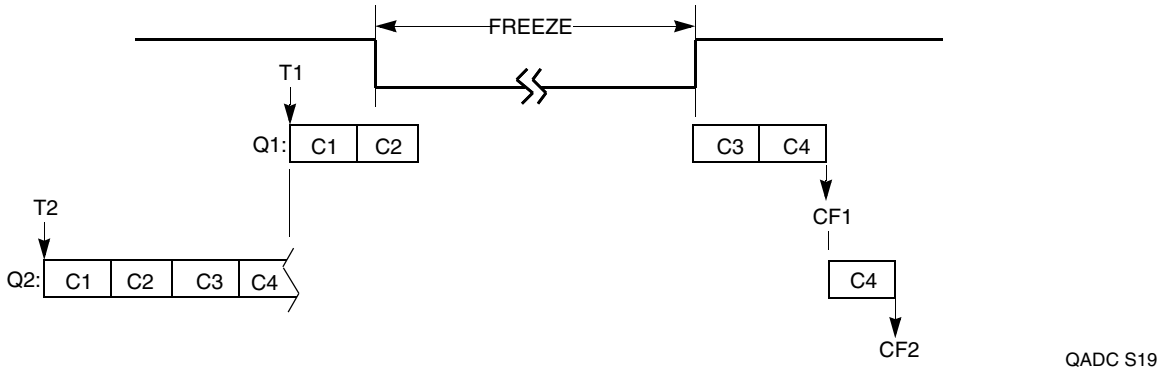 FREEZE
T1
Q1: C1 C2 C3 C4
T2
CF1
Q2: C1 C2 C3 C4 C4
CF2
QADC S19